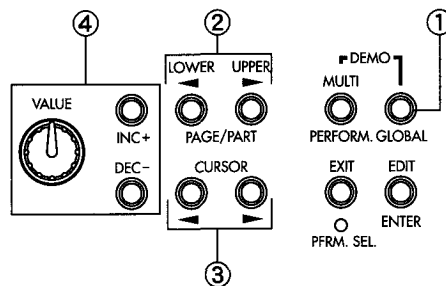 ④ ② ①
DEMO
LOWER UPPER
MULTI
VALUE
INC+
PAGE/PART
PERFORM. GLOBAL
DEC−
CURSOR
EXIT EDIT
ENTER
PFRM. SEL.
③